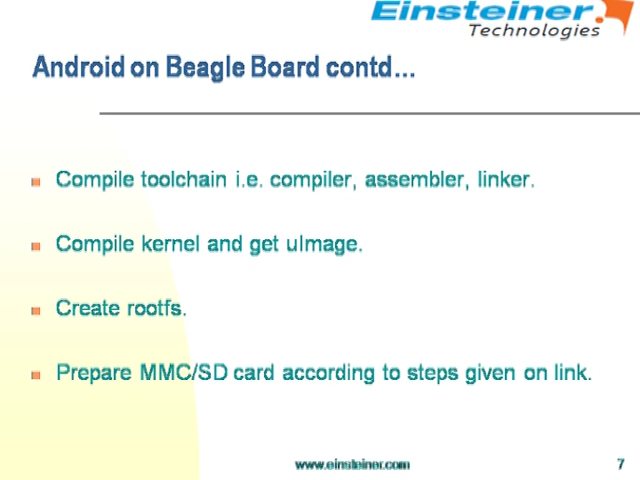 Einsteiner
Technologies
Android on Beagle Board contd...
Compile toolchain i.e. compiler, assembler, linker.
Compile kernel and get uImage.
Create rootfs.
Prepare MMC/SD card according to steps given on link.
www.einsteiner.com
7